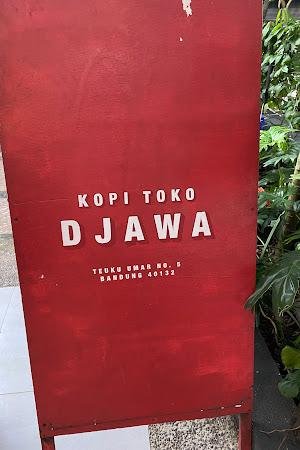 KOPI TOKO
DJAWA
TEUKU UMAR NO. 5
BANDUNG 40132